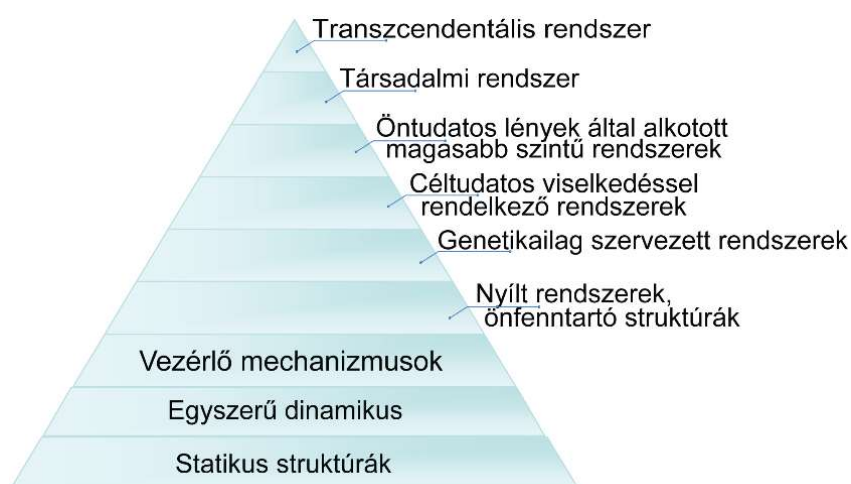 Transzcendentális rendszer
Társadalmi rendszer
Öntudatos lények által alkotott
magasabb szintű rendszerek
Céltudatos viselkedéssel
rendelkező rendszerek
Genetikailag szervezett rendszerek
Nyílt rendszerek,
önfenntartó struktúrák
Vezérlő mechanizmusok
Egyszerű dinamikus
Statikus struktúrák